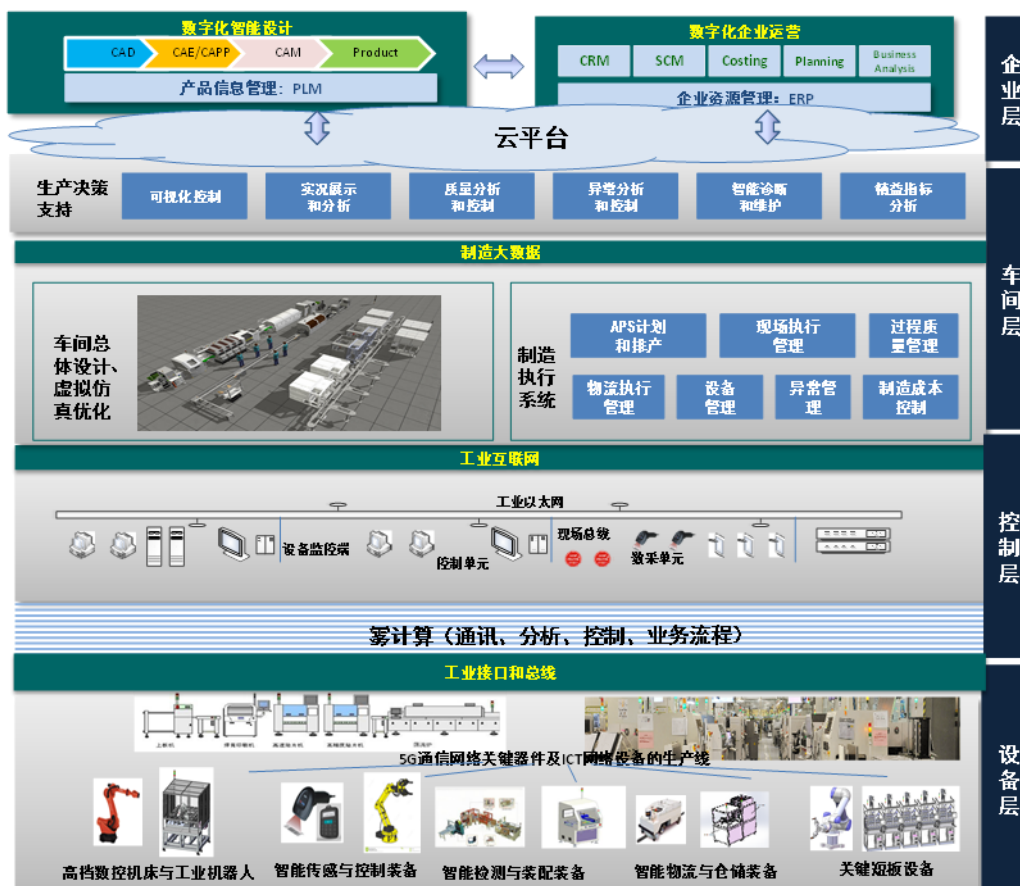 数字化智能设计
CAD
CAE/CAPP
CAM
Product
产品信息管理：PLM
数字化企业运营
CRM
SCM
Costing
Planning
Business
Analysis
企业资源管理：ERP
企业层
云平台
生产决策
支持
可视化控制
实况展示
和分析
质量分析
和控制
异常分析
和控制
智能诊断
和维护
精益指标
分析
制造大数据
车间层
车间总
体设计、
虚拟仿
真优化
制造
执行
系统
APS计划
和排产
现场执行
管理
过程质
量管理
物流执行
管理
设备
管理
异常管
理
制造成本
控制
工业互联网
控制层
工业以太网
设备监控端
控制单元
现场总线
数采单元
雾计算（通讯、分析、控制、业务流程）
工业接口和总线
设备层
上板机
高速贴片机
回流炉
5G通信网络关键器件及ICT网络设备的生产线
高档数控机床与工业机器人
智能传感与控制装备
智能检测与装配装备
智能物流与仓储装备
关键短板设备